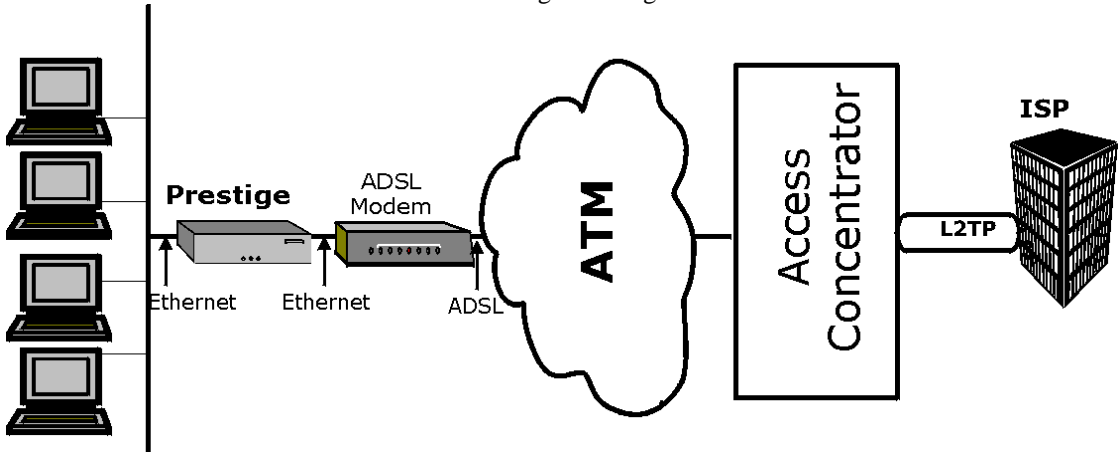 Prestige
ADSL
Modem
Ethernet
Ethernet
ADSL
ATM
Access
Concentrator
L2TP
ISP